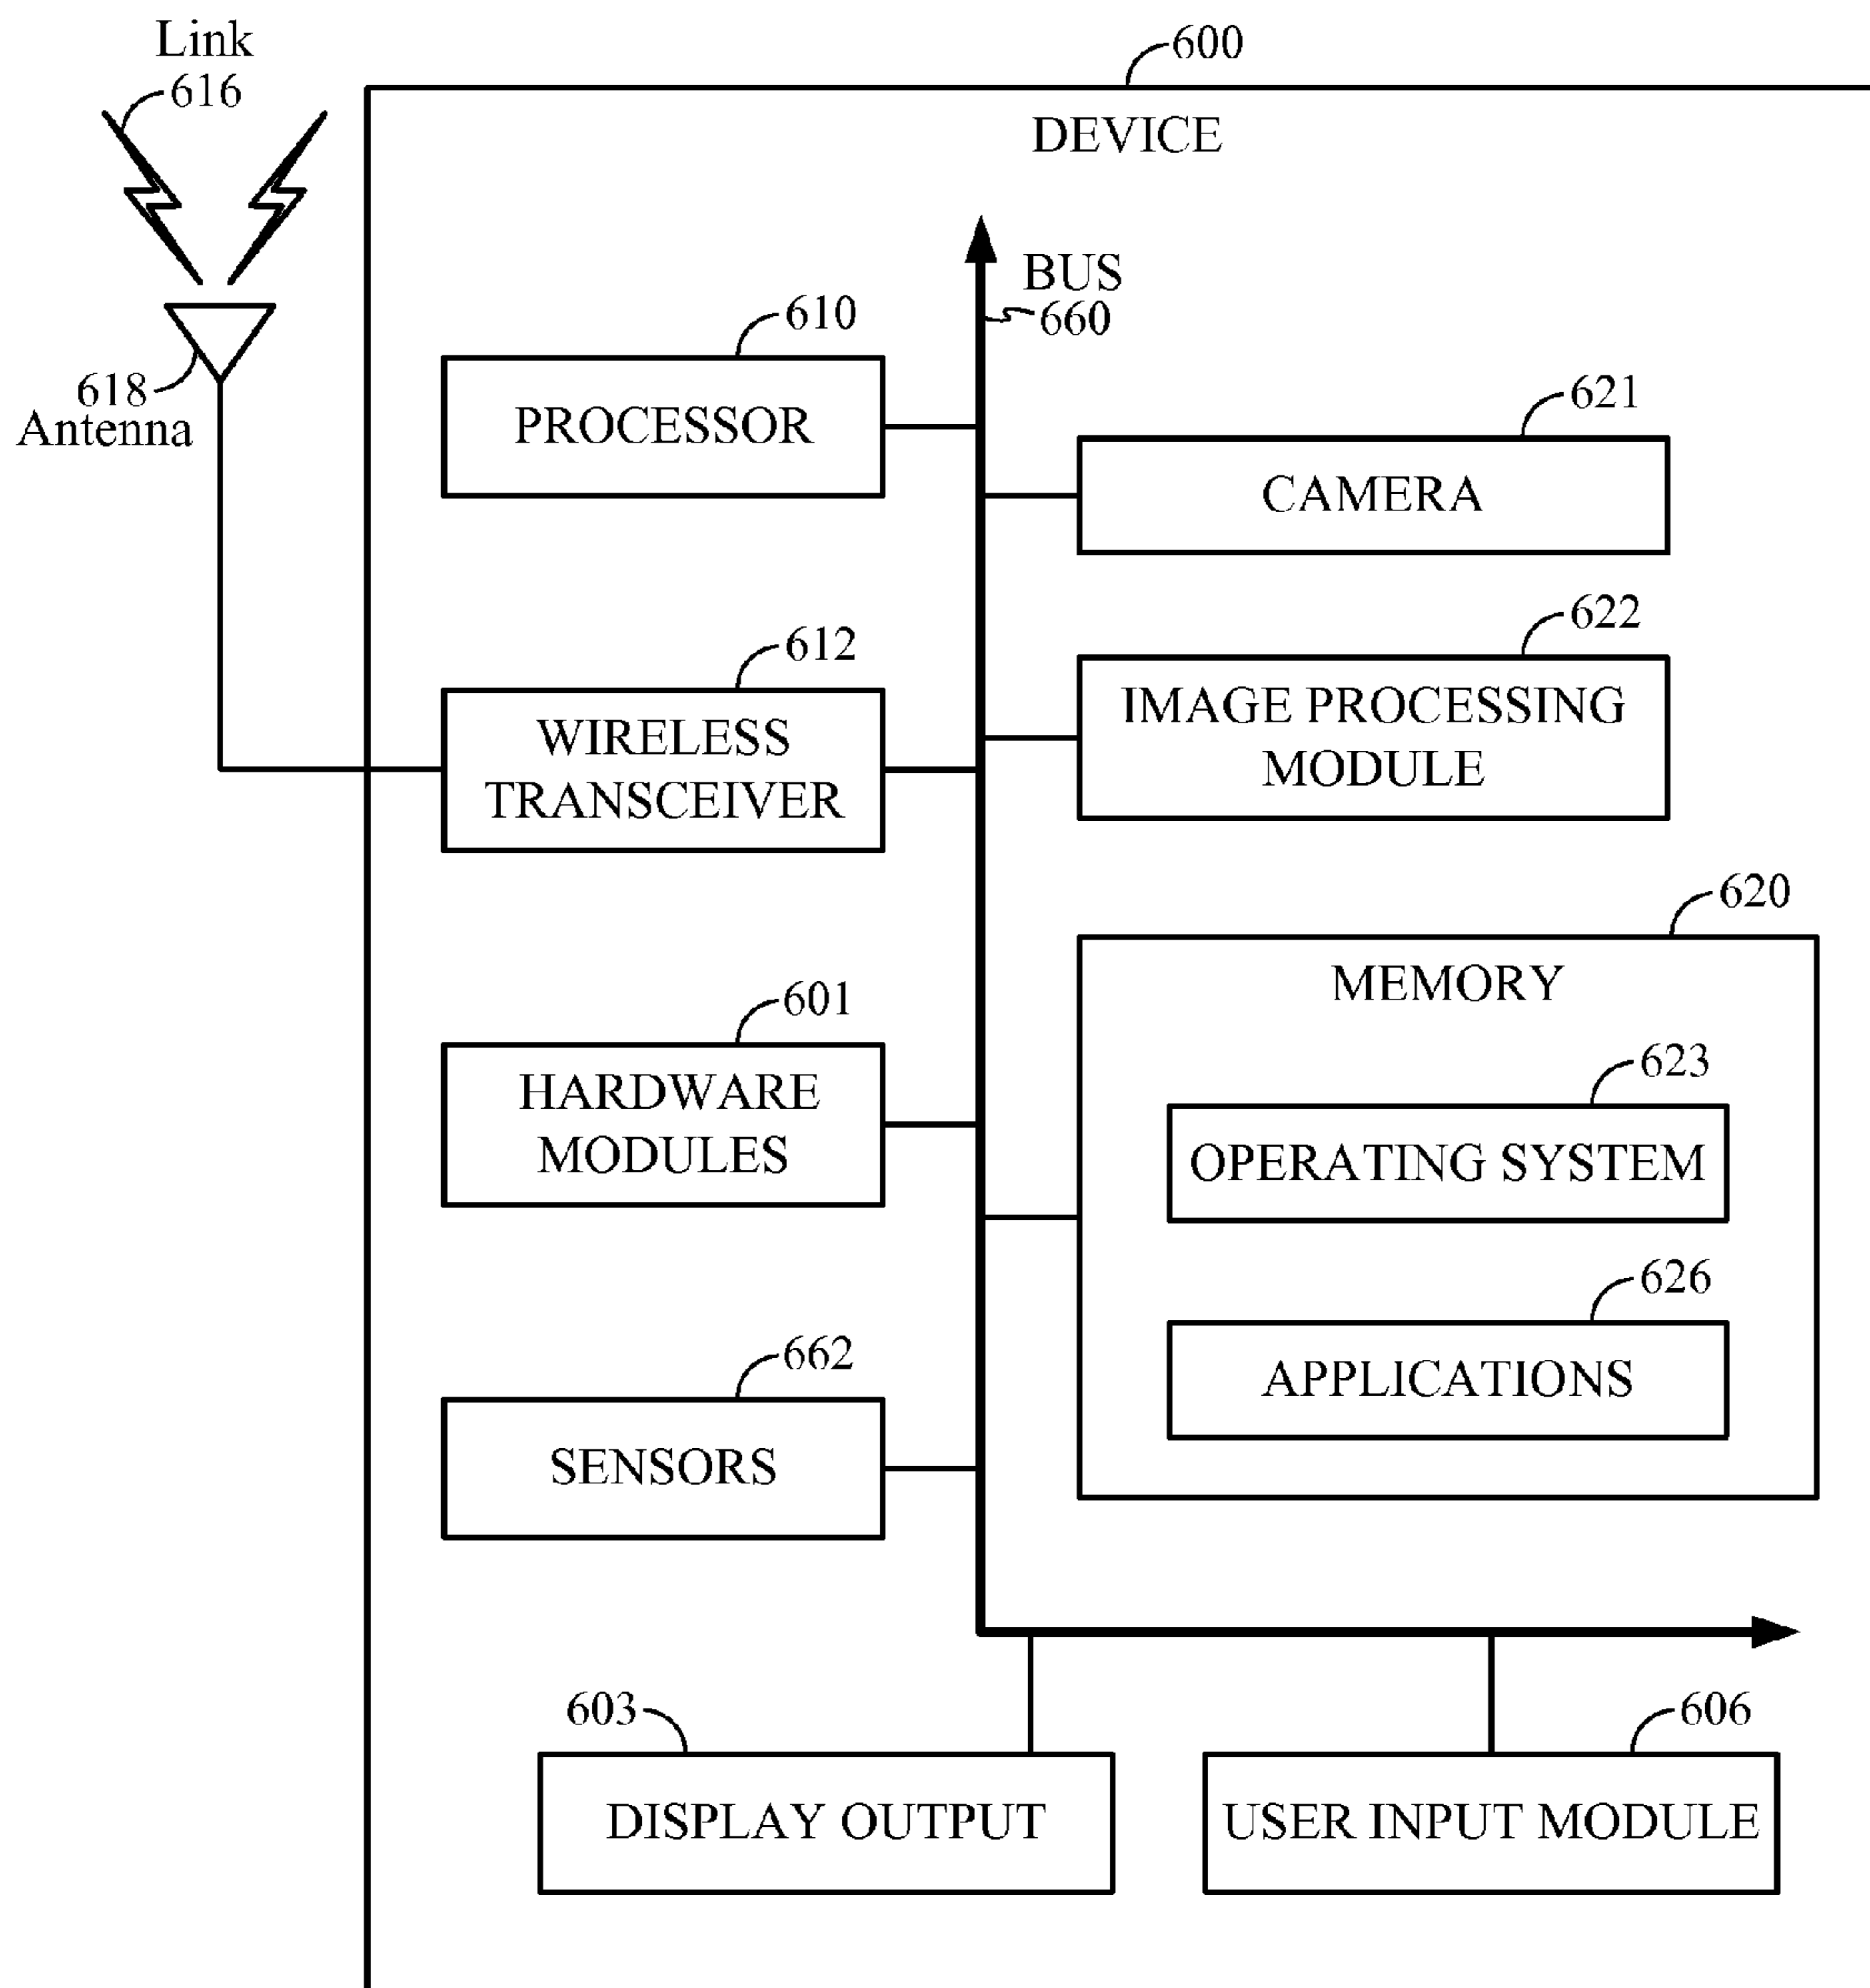 Link
616
600
DEVICE
BUS
660
610
PROCESSOR
618
Antenna
621
CAMERA
612
WIRELESS
TRANSCEIVER
622
IMAGE PROCESSING
MODULE
620
MEMORY
601
HARDWARE
MODULES
623
OPERATING SYSTEM
626
APPLICATIONS
662
SENSORS
603
DISPLAY OUTPUT
606
USER INPUT MODULE